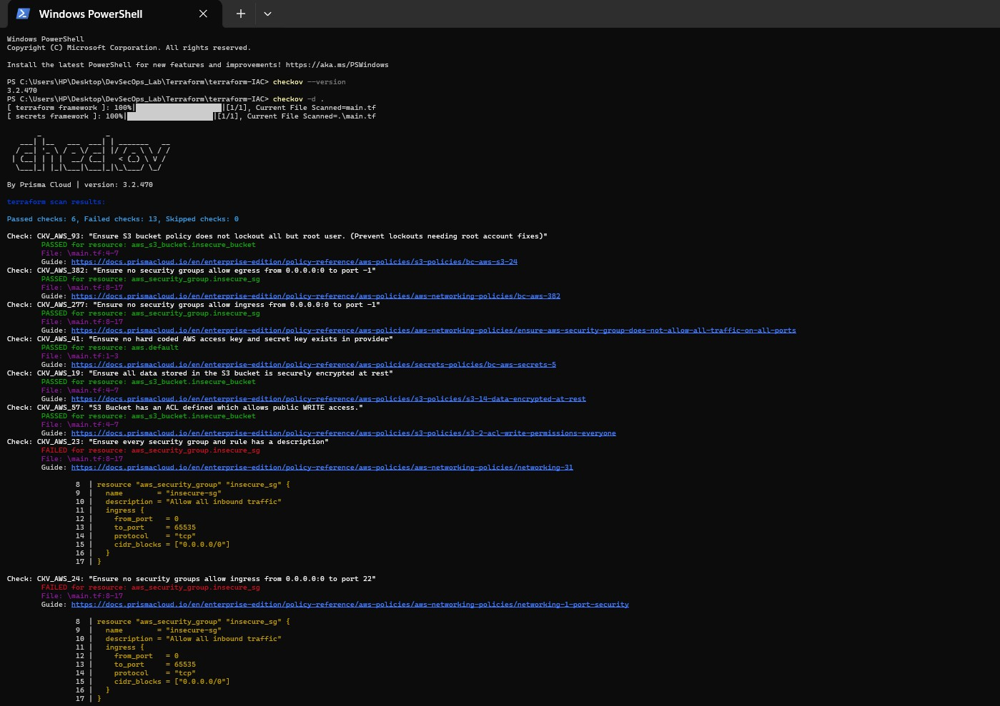 Windows PowerShell
Windows PowerShell
Copyright (C) Microsoft Corporation. All rights reserved.
Install the latest PowerShell for new features and improvements! https://aka.ms/PSWindows
PS C:\Users\HP\Desktop\DevSecOps_Lab\Terraform\terraform-IAC> checkov --version
3.2.470
PS C:\Users\HP\Desktop\DevSecOps_Lab\Terraform\terraform-IAC> checkov -d .
[ terraform framework ]: 100%|████████████████████|[1/1], Current File Scanned=main.tf
[ secrets framework ]: 100%|████████████████████|[1/1], Current File Scanned=.\main.tf
       _               _
   ___| |__   ___  ___| | _______   __
  / __| '_ \ / _ \/ __| |/ / _ \ \ / /
 | (__| | | |  __/ (__|   < (_) \ V /
  \___|_| |_|\___|\___|_|\_\___/ \_/
By Prisma Cloud | version: 3.2.470
terraform scan results:
Passed checks: 6, Failed checks: 13, Skipped checks: 0
Check: CKV_AWS_93: "Ensure S3 bucket policy does not lockout all but root user. (Prevent lockouts needing root account fixes)"
PASSED for resource: aws_s3_bucket.insecure_bucket
File: \main.tf:4-7
Guide: https://docs.prismacloud.io/en/enterprise-edition/policy-reference/aws-policies/s3-policies/bc-aws-s3-24
Check: CKV_AWS_382: "Ensure no security groups allow egress from 0.0.0.0:0 to port -1"
PASSED for resource: aws_security_group.insecure_sg
File: \main.tf:8-17
Guide: https://docs.prismacloud.io/en/enterprise-edition/policy-reference/aws-policies/aws-networking-policies/bc-aws-382
Check: CKV_AWS_277: "Ensure no security groups allow ingress from 0.0.0.0:0 to port -1"
PASSED for resource: aws_security_group.insecure_sg
File: \main.tf:8-17
Guide: https://docs.prismacloud.io/en/enterprise-edition/policy-reference/aws-policies/aws-networking-policies/ensure-aws-security-group-does-not-allow-all-traffic-on-all-ports
Check: CKV_AWS_41: "Ensure no hard coded AWS access key and secret key exists in provider"
PASSED for resource: aws.default
File: \main.tf:1-3
Guide: https://docs.prismacloud.io/en/enterprise-edition/policy-reference/aws-policies/secrets-policies/bc-aws-secrets-5
Check: CKV_AWS_19: "Ensure all data stored in the S3 bucket is securely encrypted at rest"
PASSED for resource: aws_s3_bucket.insecure_bucket
File: \main.tf:4-7
Guide: https://docs.prismacloud.io/en/enterprise-edition/policy-reference/aws-policies/s3-policies/s3-14-data-encrypted-at-rest
Check: CKV_AWS_57: "S3 Bucket has an ACL defined which allows public WRITE access."
PASSED for resource: aws_s3_bucket.insecure_bucket
File: \main.tf:4-7
Guide: https://docs.prismacloud.io/en/enterprise-edition/policy-reference/aws-policies/s3-policies/s3-2-acl-write-permissions-everyone
Check: CKV_AWS_23: "Ensure every security group and rule has a description"
FAILED for resource: aws_security_group.insecure_sg
File: \main.tf:8-17
Guide: https://docs.prismacloud.io/en/enterprise-edition/policy-reference/aws-policies/aws-networking-policies/networking-31
8 | resource "aws_security_group" "insecure_sg" {
9 | name = "insecure-sg"
10 | description = "Allow all inbound traffic"
11 | ingress {
12 | from_port = 0
13 | to_port = 65535
14 | protocol = "tcp"
15 | cidr_blocks = ["0.0.0.0/0"]
16 | }
17 | }
Check: CKV_AWS_24: "Ensure no security groups allow ingress from 0.0.0.0:0 to port 22"
FAILED for resource: aws_security_group.insecure_sg
File: \main.tf:8-17
Guide: https://docs.prismacloud.io/en/enterprise-edition/policy-reference/aws-policies/aws-networking-policies/networking-1-port-security
8 | resource "aws_security_group" "insecure_sg" {
9 | name = "insecure-sg"
10 | description = "Allow all inbound traffic"
11 | ingress {
12 | from_port = 0
13 | to_port = 65535
14 | protocol = "tcp"
15 | cidr_blocks = ["0.0.0.0/0"]
16 | }
17 | }